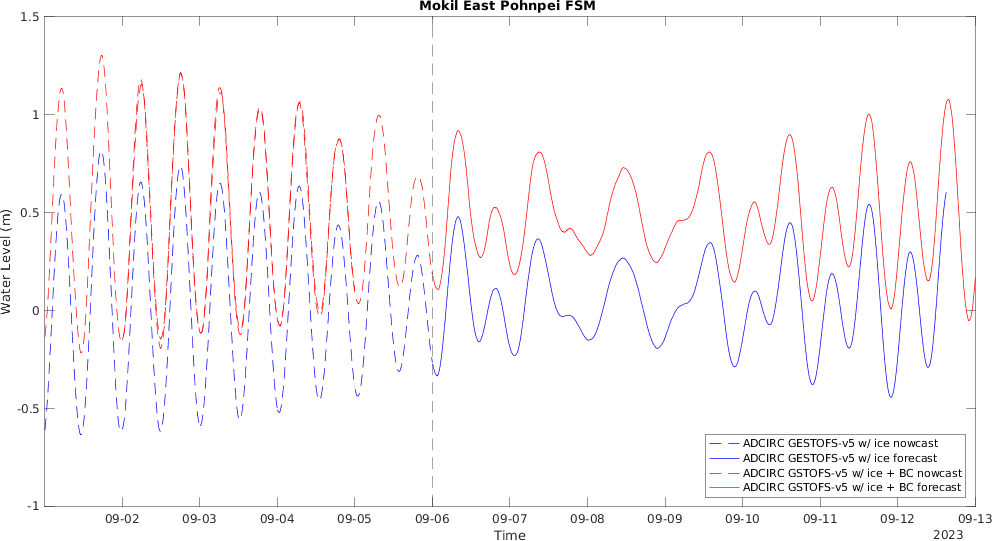 Mokil East Pohnpei FSM
1.5
1
0.5
0
-0.5
-1
Water Level (m)
ADCIRC GESTOFS-v5 w/ ice nowcast
ADCIRC GESTOFS-v5 w/ ice forecast
ADCIRC GSTOFS-v5 w/ ice + BC nowcast
ADCIRC GSTOFS-v5 w/ ice + BC forecast
09-02 09-03 09-04 09-05 09-06 09-07 09-08 09-09 09-10 09-11 09-12 09-13
Time
2023